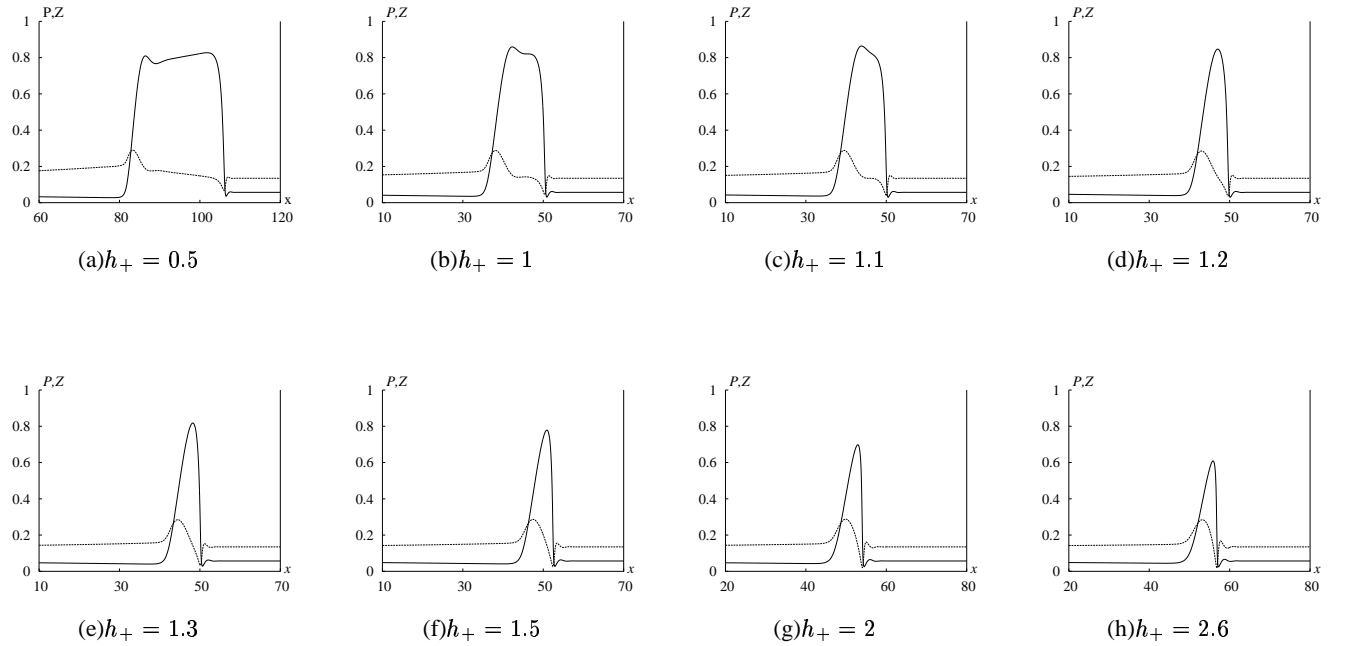 P,Z P,Z P,Z P,Z
1 1 1 1
0.8 0.8 0.8 0.8
0.6 0.6 0.6 0.6
0.4 0.4 0.4 0.4
0.2 0.2 0.2 0.2
0 x 0 x 0 x 0 x
60 80 100 120 10 30 50 70 10 30 50 70 10 30 50 70
(a)h₊ = 0.5 (b)h₊ = 1 (c)h₊ = 1.1 (d)h₊ = 1.2
P,Z P,Z P,Z P,Z
1 1 1 1
0.8 0.8 0.8 0.8
0.6 0.6 0.6 0.6
0.4 0.4 0.4 0.4
0.2 0.2 0.2 0.2
0 x 0 x 0 x 0 x
10 30 50 70 10 30 50 70 20 40 60 80 20 40 60 80
(e)h₊ = 1.3 (f)h₊ = 1.5 (g)h₊ = 2 (h)h₊ = 2.6